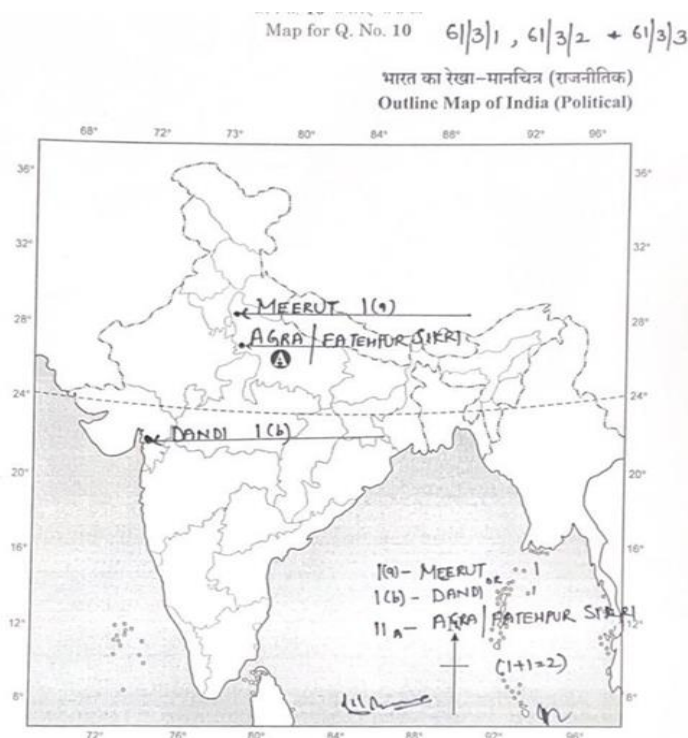 Map for Q. No. 10 61/3/1, 61/3/2 + 61/3/3
भारत का रेखा-मानचित्र (राजनीतिक)
Outline Map of India (Political)
68° 72° 73° 80° 84° 88° 92° 96°
36° 36°
32° 32°
MEERUT 1(a)
28° 28°
AGRA / FATEHPUR SIKRI
A
24° 24°
DANDI 1(b)
20° 20°
16° 16°
1(a) - MEERUT OR 1
1(b) - DANDI 1
11A - AGRA / FATEHPUR SIKRI
12° 12°
(1+1=2)
8° 8°
72° 76° 80° 84° 88° 92° 96°